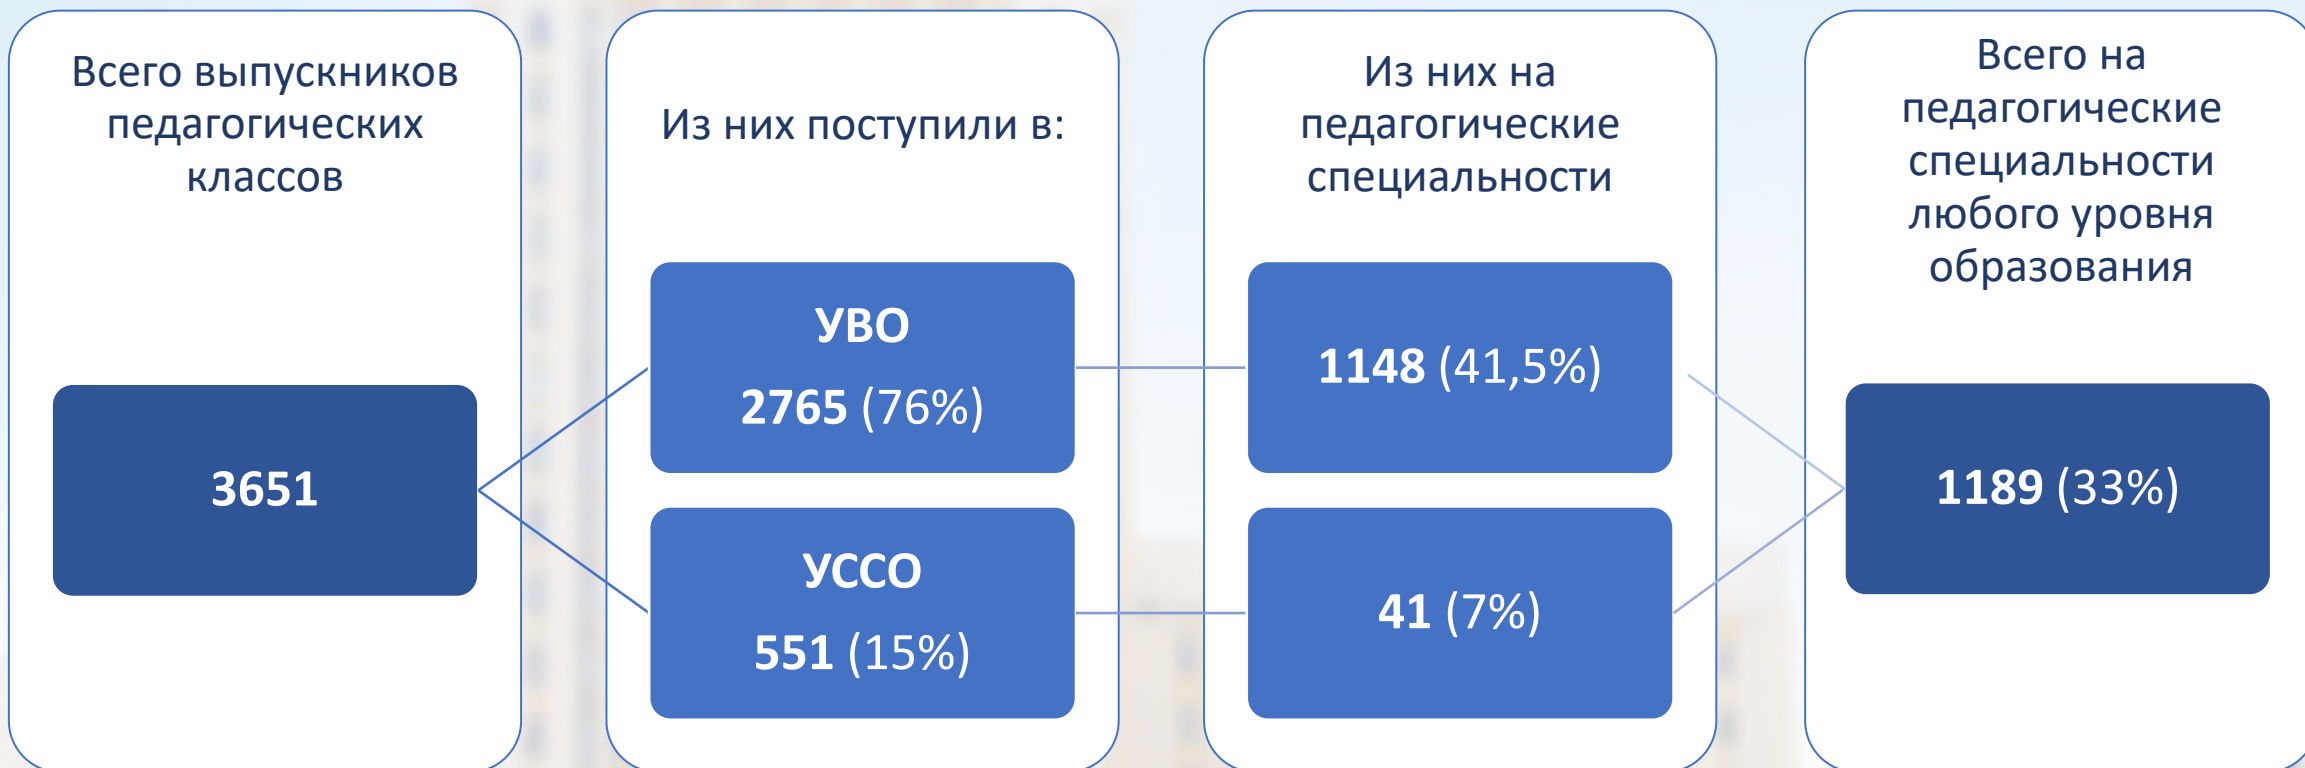 Всего выпускников
педагогических
классов
3651
Из них поступили в:
УВО
2765 (76%)
УССО
551 (15%)
Из них на
педагогические
специальности
1148 (41,5%)
41 (7%)
Всего на
педагогические
специальности
любого уровня
образования
1189 (33%)